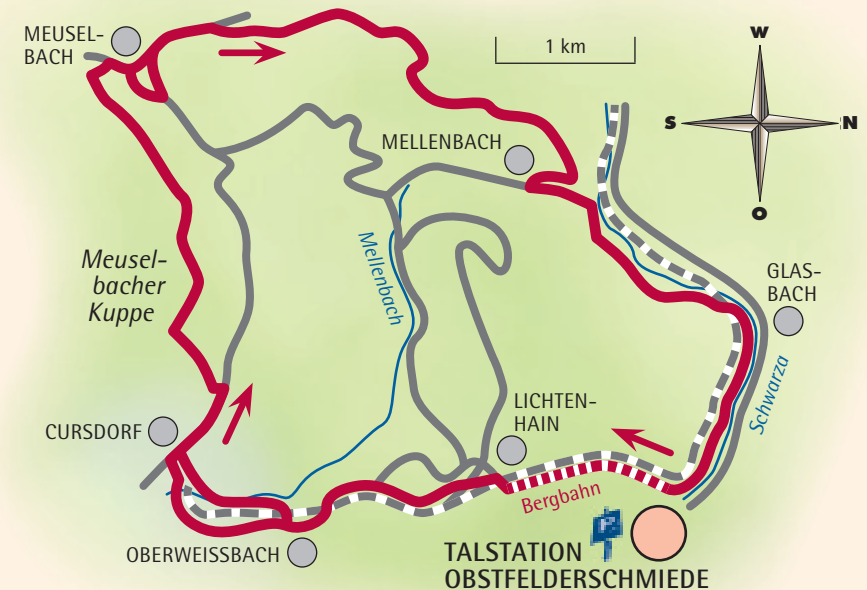 MEUSEL-
BACH
1 km
W
S
N
O
MELLENBACH
Mellenbach
Meusel-
bacher
Kuppe
GLAS-
BACH
Schwarza
LICHTEN-
HAIN
CURSDORF
Bergbahn
OBERWEISSBACH
TALSTATION
OBSTFELDERSCHMIEDE